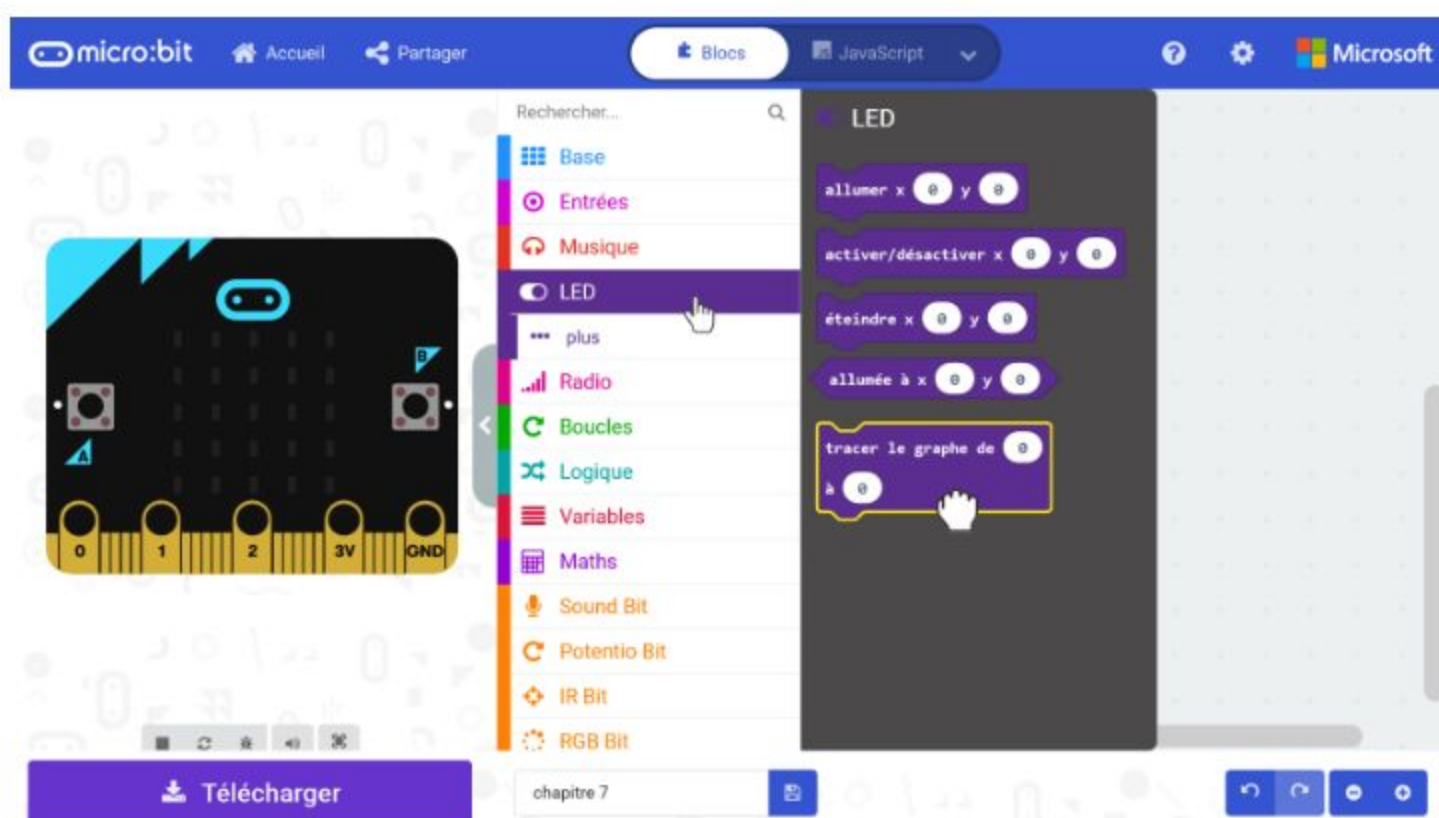 micro:bit Accueil Partager Blocs JavaScript Microsoft
Rechercher...
Base
Entrées
Musique
LED
plus
Radio
Boucles
Logique
Variables
Maths
Sound Bit
Potentio Bit
IR Bit
RGB Bit
LED
allumer x 0 y 0
activer/désactiver x 0 y 0
éteindre x 0 y 0
allumée à x 0 y 0
tracer le graphe de 0
à 0
B
A
0 1 2 3V GND
Télécharger
chapitre 7